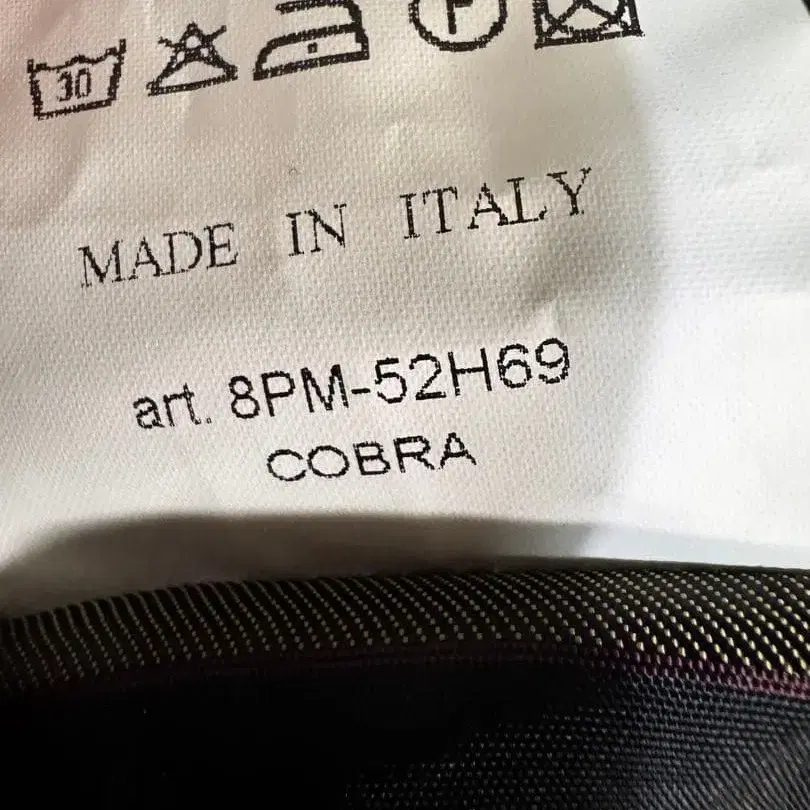 30 P
MADE IN ITALY
art. 8PM-52H69
COBRA